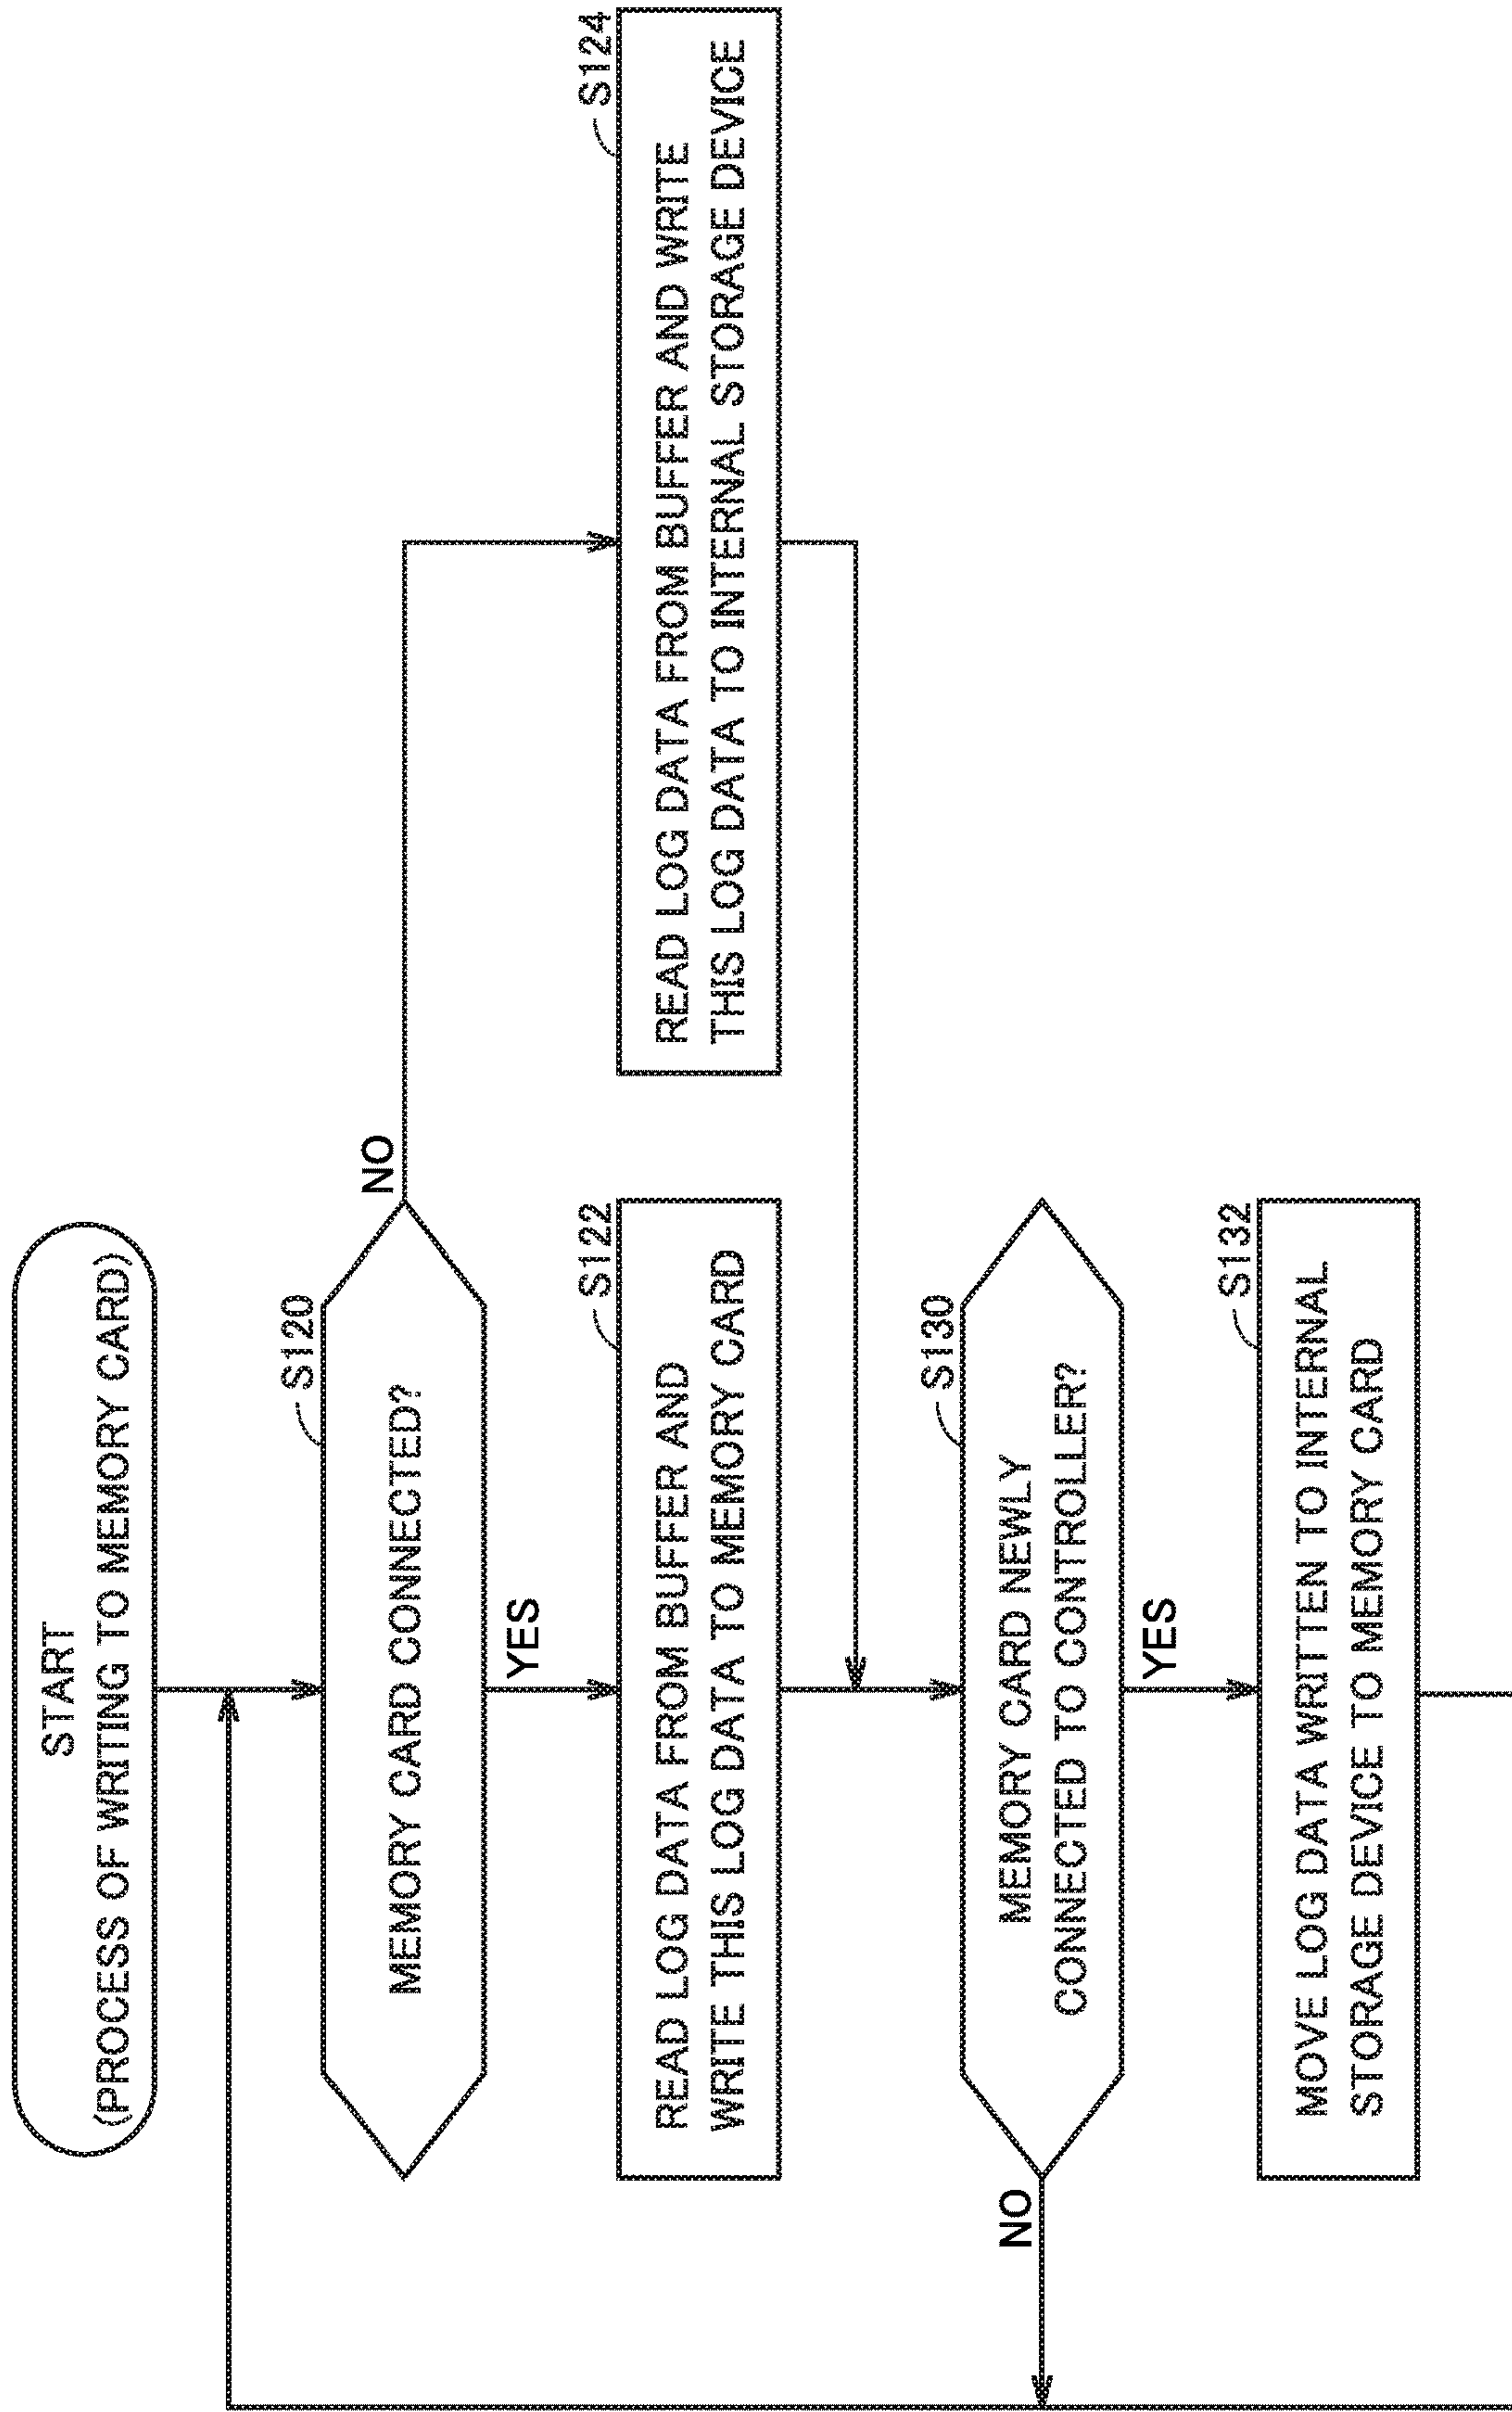 START
(PROCESS OF WRITING TO MEMORY CARD)
S120
MEMORY CARD CONNECTED?
NO
YES
S122
READ LOG DATA FROM BUFFER AND
WRITE THIS LOG DATA TO MEMORY CARD
S124
READ LOG DATA FROM BUFFER AND WRITE
THIS LOG DATA TO INTERNAL STORAGE DEVICE
S130
MEMORY CARD NEWLY
CONNECTED TO CONTROLLER?
NO
YES
S132
MOVE LOG DATA WRITTEN TO INTERNAL
STORAGE DEVICE TO MEMORY CARD